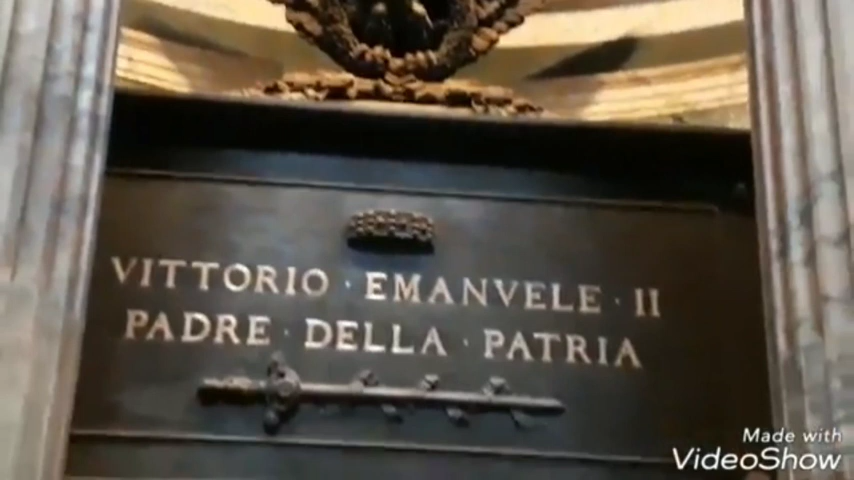 VITTORIO · EMANVELE · II
PADRE · DELLA · PATRIA
Made with
VideoShow